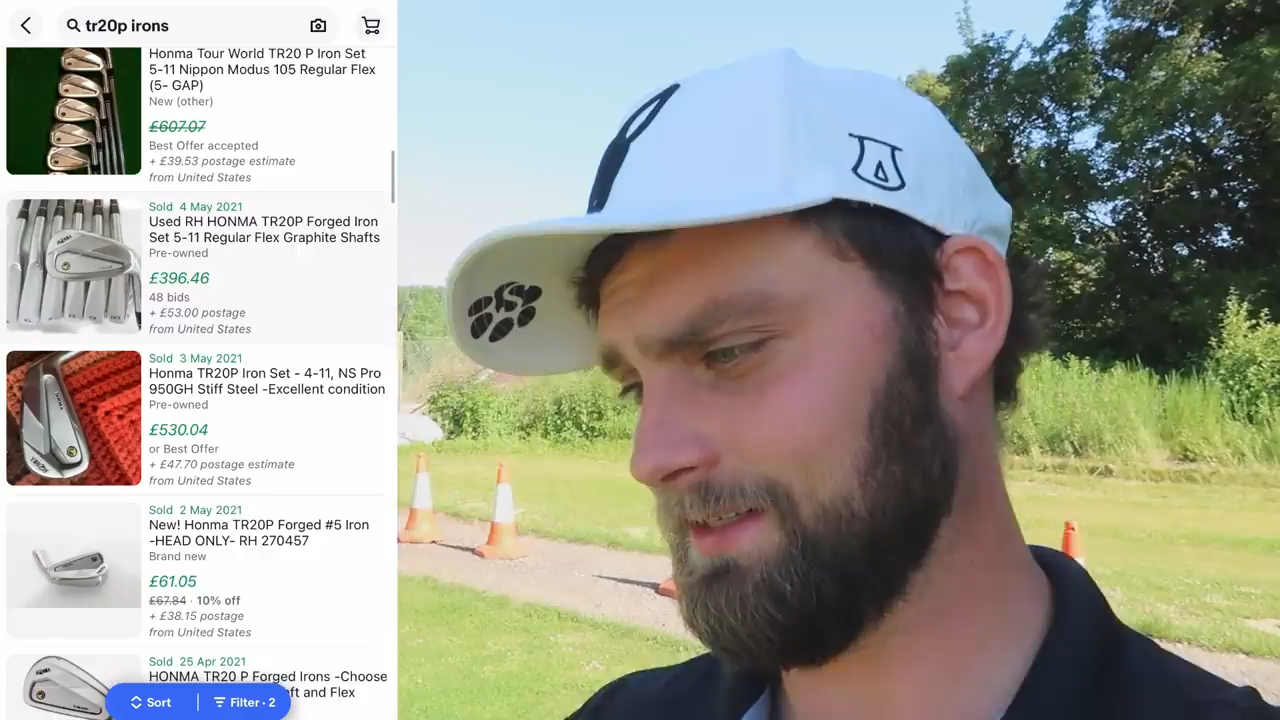 tr20p irons
Honma Tour World TR20 P Iron Set
5-11 Nippon Modus 105 Regular Flex
(5- GAP)
New (other)
£607.07
Best Offer accepted
+ £39.53 postage estimate
from United States
Sold 4 May 2021
Used RH HONMA TR20P Forged Iron
Set 5-11 Regular Flex Graphite Shafts
Pre-owned
£396.46
48 bids
+ £53.00 postage
from United States
Sold 3 May 2021
Honma TR20P Iron Set - 4-11, NS Pro
950GH Stiff Steel -Excellent condition
Pre-owned
£530.04
or Best Offer
+ £47.70 postage estimate
from United States
Sold 2 May 2021
New! Honma TR20P Forged #5 Iron
-HEAD ONLY- RH 270457
Brand new
£61.05
£67.84 · 10% off
+ £38.15 postage
from United States
Sold 25 Apr 2021
HONMA TR20 P Forged Irons -Choose
ft and Flex
Sort
Filter · 2